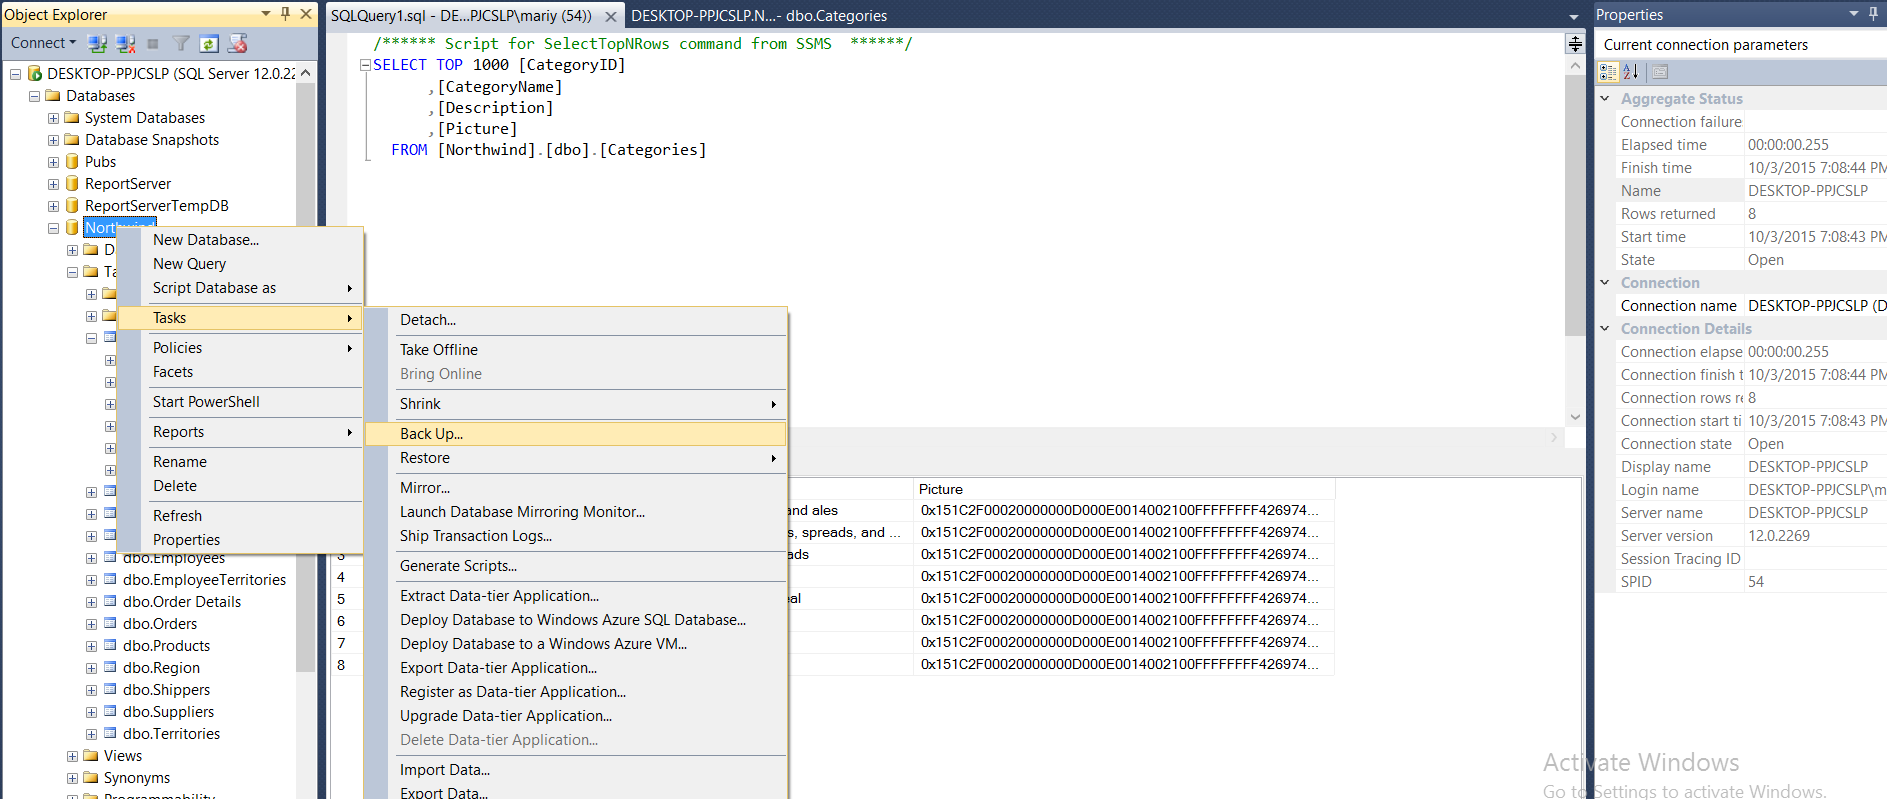 Object Explorer
Connect
DESKTOP-PPJCSLP (SQL Server 12.0.22
Databases
System Databases
Database Snapshots
Pubs
ReportServer
ReportServerTempDB
Northwind
D
Ta
dbo.Employees
dbo.EmployeeTerritories
dbo.Order Details
dbo.Orders
dbo.Products
dbo.Region
dbo.Shippers
dbo.Suppliers
dbo.Territories
Views
Synonyms
Programmability
New Database...
New Query
Script Database as
Tasks
Policies
Facets
Start PowerShell
Reports
Rename
Delete
Refresh
Properties
Detach...
Take Offline
Bring Online
Shrink
Back Up...
Restore
Mirror...
Launch Database Mirroring Monitor...
Ship Transaction Logs...
Generate Scripts...
Extract Data-tier Application...
Deploy Database to Windows Azure SQL Database...
Deploy Database to a Windows Azure VM...
Export Data-tier Application...
Register as Data-tier Application...
Upgrade Data-tier Application...
Delete Data-tier Application...
Import Data...
Export Data...
SQLQuery1.sql - DE...PJCSLP\mariy (54))
DESKTOP-PPJCSLP.N...- dbo.Categories
/****** Script for SelectTopNRows command from SSMS ******/
SELECT TOP 1000 [CategoryID]
,[CategoryName]
,[Description]
,[Picture]
FROM [Northwind].[dbo].[Categories]
Picture
and ales 0x151C2F00020000000D000E0014002100FFFFFFFF426974...
s, spreads, and ... 0x151C2F00020000000D000E0014002100FFFFFFFF426974...
3 ads 0x151C2F00020000000D000E0014002100FFFFFFFF426974...
4 0x151C2F00020000000D000E0014002100FFFFFFFF426974...
5 eal 0x151C2F00020000000D000E0014002100FFFFFFFF426974...
6 0x151C2F00020000000D000E0014002100FFFFFFFF426974...
7 0x151C2F00020000000D000E0014002100FFFFFFFF426974...
8 0x151C2F00020000000D000E0014002100FFFFFFFF426974...
Properties
Current connection parameters
Aggregate Status
Connection failure
Elapsed time 00:00:00.255
Finish time 10/3/2015 7:08:44 PM
Name DESKTOP-PPJCSLP
Rows returned 8
Start time 10/3/2015 7:08:43 PM
State Open
Connection
Connection name DESKTOP-PPJCSLP (D
Connection Details
Connection elapse 00:00:00.255
Connection finish t 10/3/2015 7:08:44 PM
Connection rows re 8
Connection start ti 10/3/2015 7:08:43 PM
Connection state Open
Display name DESKTOP-PPJCSLP
Login name DESKTOP-PPJCSLP\m
Server name DESKTOP-PPJCSLP
Server version 12.0.2269
Session Tracing ID
SPID 54
Activate Windows
Go to Settings to activate Windows.